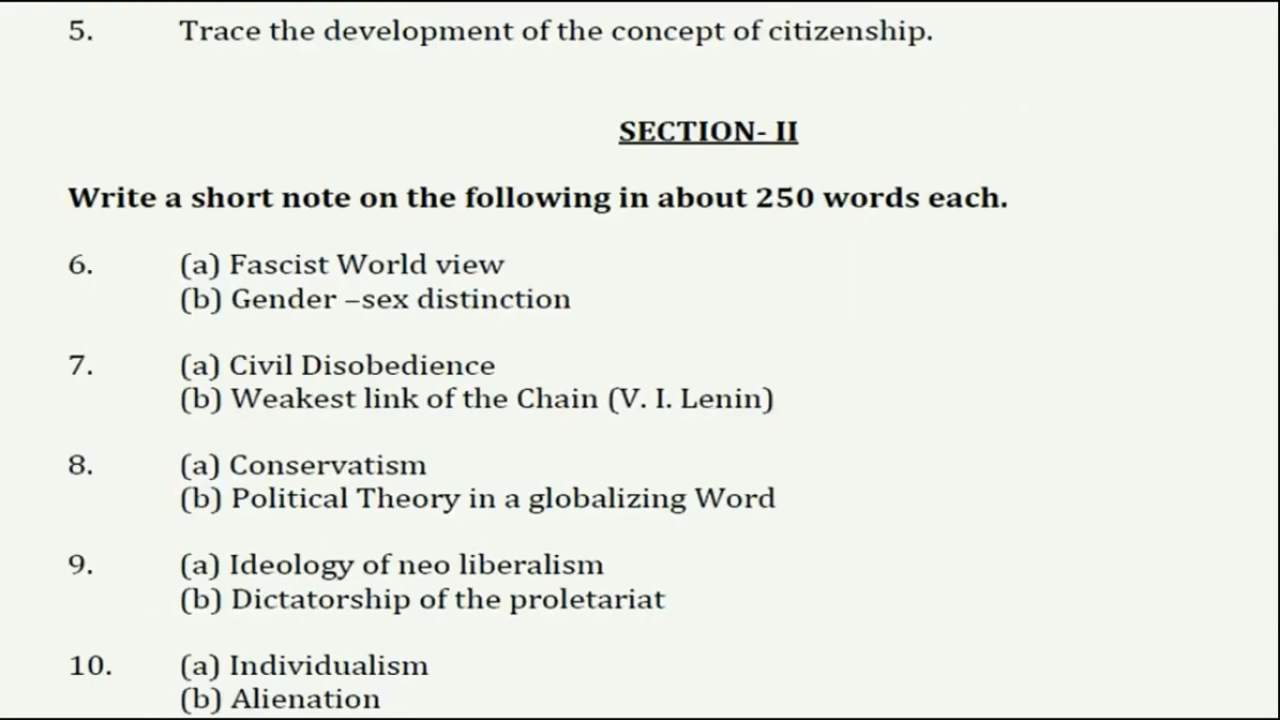 5. Trace the development of the concept of citizenship.
SECTION- II
Write a short note on the following in about 250 words each.
6. (a) Fascist World view
(b) Gender –sex distinction
7. (a) Civil Disobedience
(b) Weakest link of the Chain (V. I. Lenin)
8. (a) Conservatism
(b) Political Theory in a globalizing Word
9. (a) Ideology of neo liberalism
(b) Dictatorship of the proletariat
10. (a) Individualism
(b) Alienation